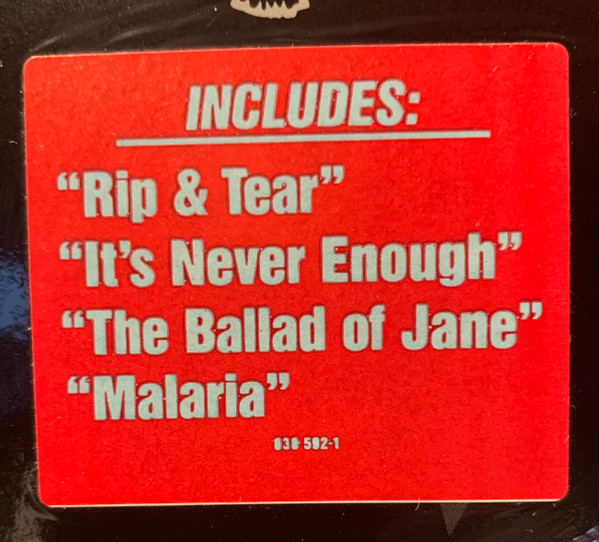 INCLUDES:
“Rip & Tear”
“It’s Never Enough”
“The Ballad of Jane”
“Malaria”
838 592-1